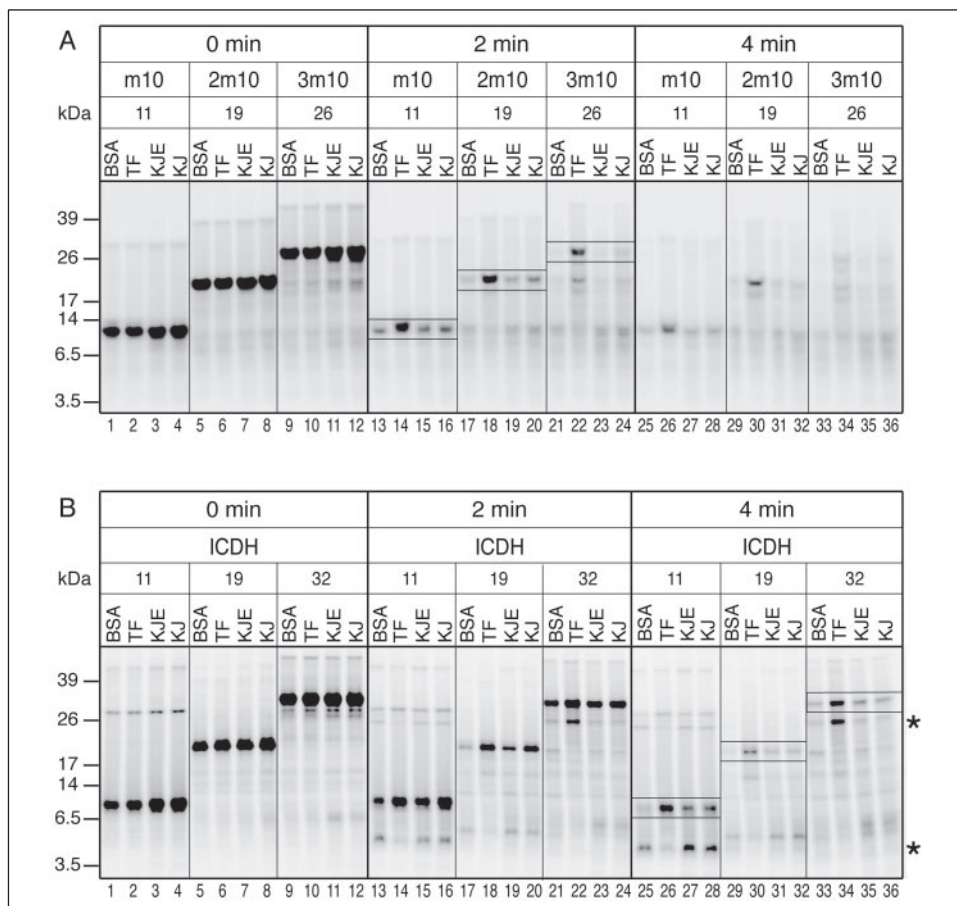 A
0 min 2 min 4 min
m10 2m10 3m10 m10 2m10 3m10 m10 2m10 3m10
kDa 11 19 26 11 19 26 11 19 26
BSA TF KJE KJ BSA TF KJE KJ BSA TF KJE KJ BSA TF KJE KJ BSA TF KJE KJ BSA TF KJE KJ BSA TF KJE KJ BSA TF KJE KJ BSA TF KJE KJ
39
26
17
14
6.5
3.5
1 2 3 4 5 6 7 8 9 10 11 12 13 14 15 16 17 18 19 20 21 22 23 24 25 26 27 28 29 30 31 32 33 34 35 36
B
0 min 2 min 4 min
ICDH ICDH ICDH
kDa 11 19 32 11 19 32 11 19 32
BSA TF KJE KJ BSA TF KJE KJ BSA TF KJE KJ BSA TF KJE KJ BSA TF KJE KJ BSA TF KJE KJ BSA TF KJE KJ BSA TF KJE KJ BSA TF KJE KJ
39
26 *
17
14
6.5
3.5 *
1 2 3 4 5 6 7 8 9 10 11 12 13 14 15 16 17 18 19 20 21 22 23 24 25 26 27 28 29 30 31 32 33 34 35 36